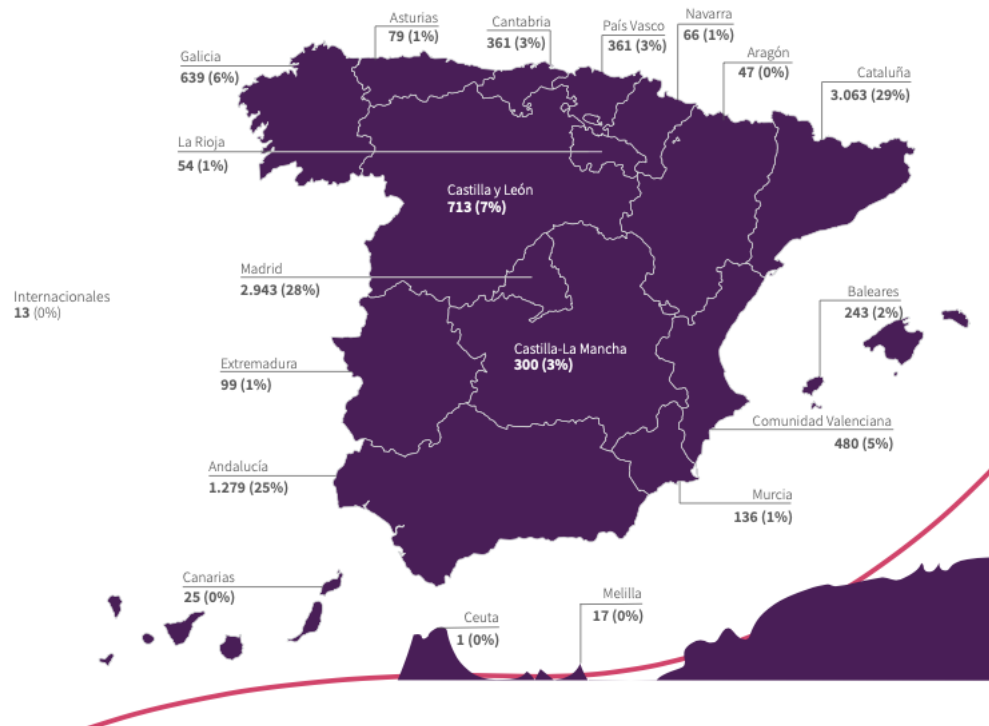 Asturias
79 (1%)
Cantabria
361 (3%)
País Vasco
361 (3%)
Navarra
66 (1%)
Aragón
47 (0%)
Galicia
639 (6%)
Cataluña
3.063 (29%)
La Rioja
54 (1%)
Castilla y León
713 (7%)
Madrid
2.943 (28%)
Internacionales
13 (0%)
Baleares
243 (2%)
Castilla-La Mancha
300 (3%)
Extremadura
99 (1%)
Comunidad Valenciana
480 (5%)
Andalucía
1.279 (25%)
Murcia
136 (1%)
Canarias
25 (0%)
Melilla
17 (0%)
Ceuta
1 (0%)